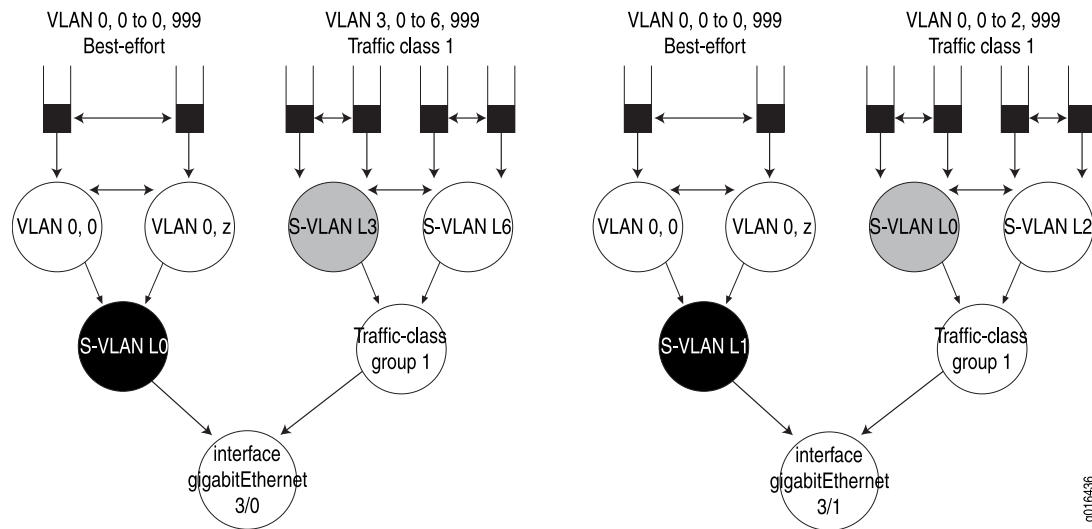 VLAN 0, 0 to 0, 999
Best-effort
VLAN 3, 0 to 6, 999
Traffic class 1
VLAN 0, 0
VLAN 0, z
S-VLAN L3
S-VLAN L6
S-VLAN L0
Traffic-class
group 1
interface
gigabitEthernet
3/0
VLAN 0, 0 to 0, 999
Best-effort
VLAN 0, 0 to 2, 999
Traffic class 1
VLAN 0, 0
VLAN 0, z
S-VLAN L0
S-VLAN L2
S-VLAN L1
Traffic-class
group 1
interface
gigabitEthernet
3/1
g016436